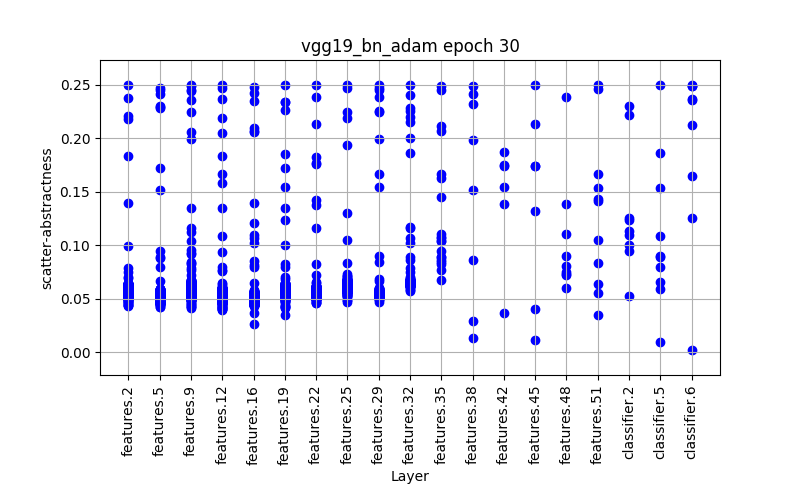 vgg19_bn_adam epoch 30
scatter-abstractness
0.25
0.20
0.15
0.10
0.05
0.00
features.2
features.5
features.9
features.12
features.16
features.19
features.22
features.25
features.29
features.32
features.35
features.38
features.42
features.45
features.48
features.51
classifier.2
classifier.5
classifier.6
Layer